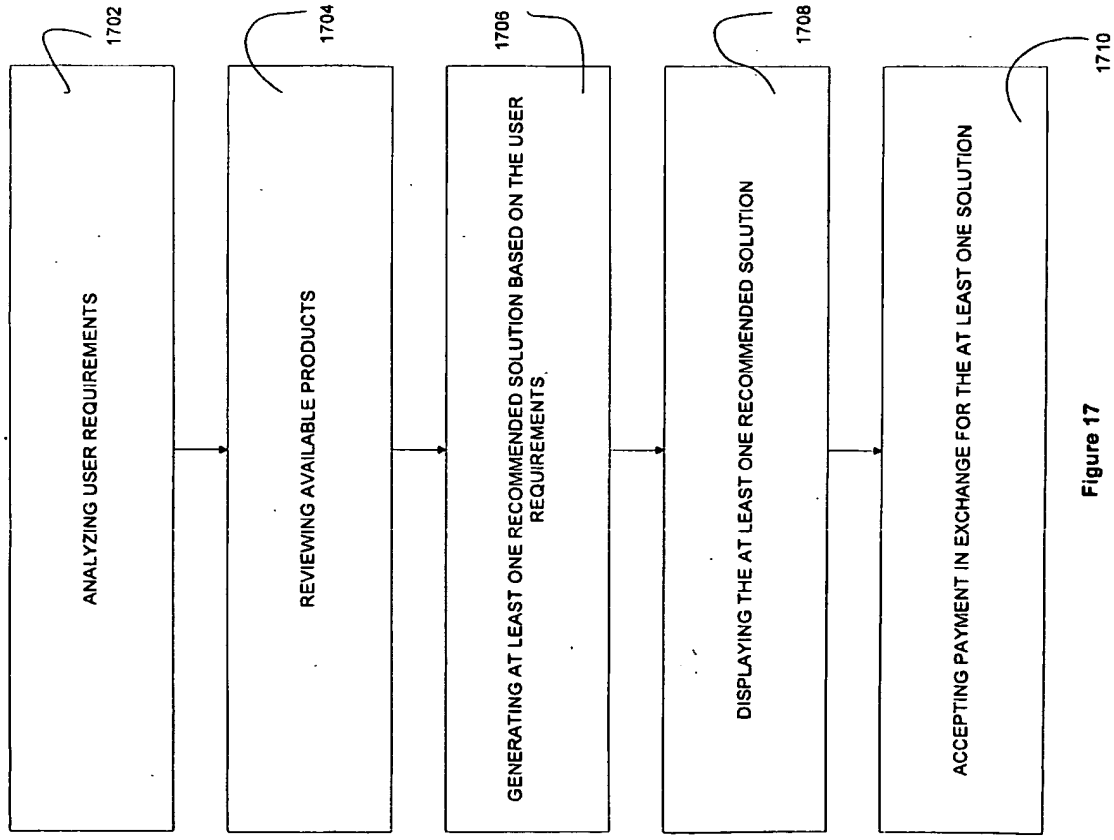 ANALYZING USER REQUIREMENTS
1702
REVIEWING AVAILABLE PRODUCTS
1704
GENERATING AT LEAST ONE RECOMMENDED SOLUTION BASED ON THE USER
REQUIREMENTS
1706
DISPLAYING THE AT LEAST ONE RECOMMENDED SOLUTION
1708
ACCEPTING PAYMENT IN EXCHANGE FOR THE AT LEAST ONE SOLUTION
1710
Figure 17